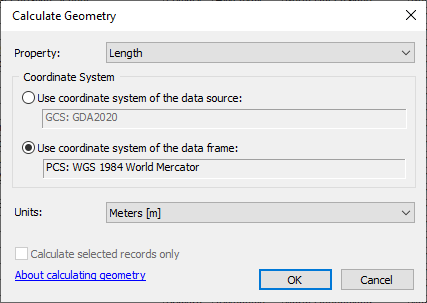 Calculate Geometry
Property: Length
Coordinate System
Use coordinate system of the data source:
GCS: GDA2020
Use coordinate system of the data frame:
PCS: WGS 1984 World Mercator
Units: Meters [m]
Calculate selected records only
About calculating geometry
OK Cancel